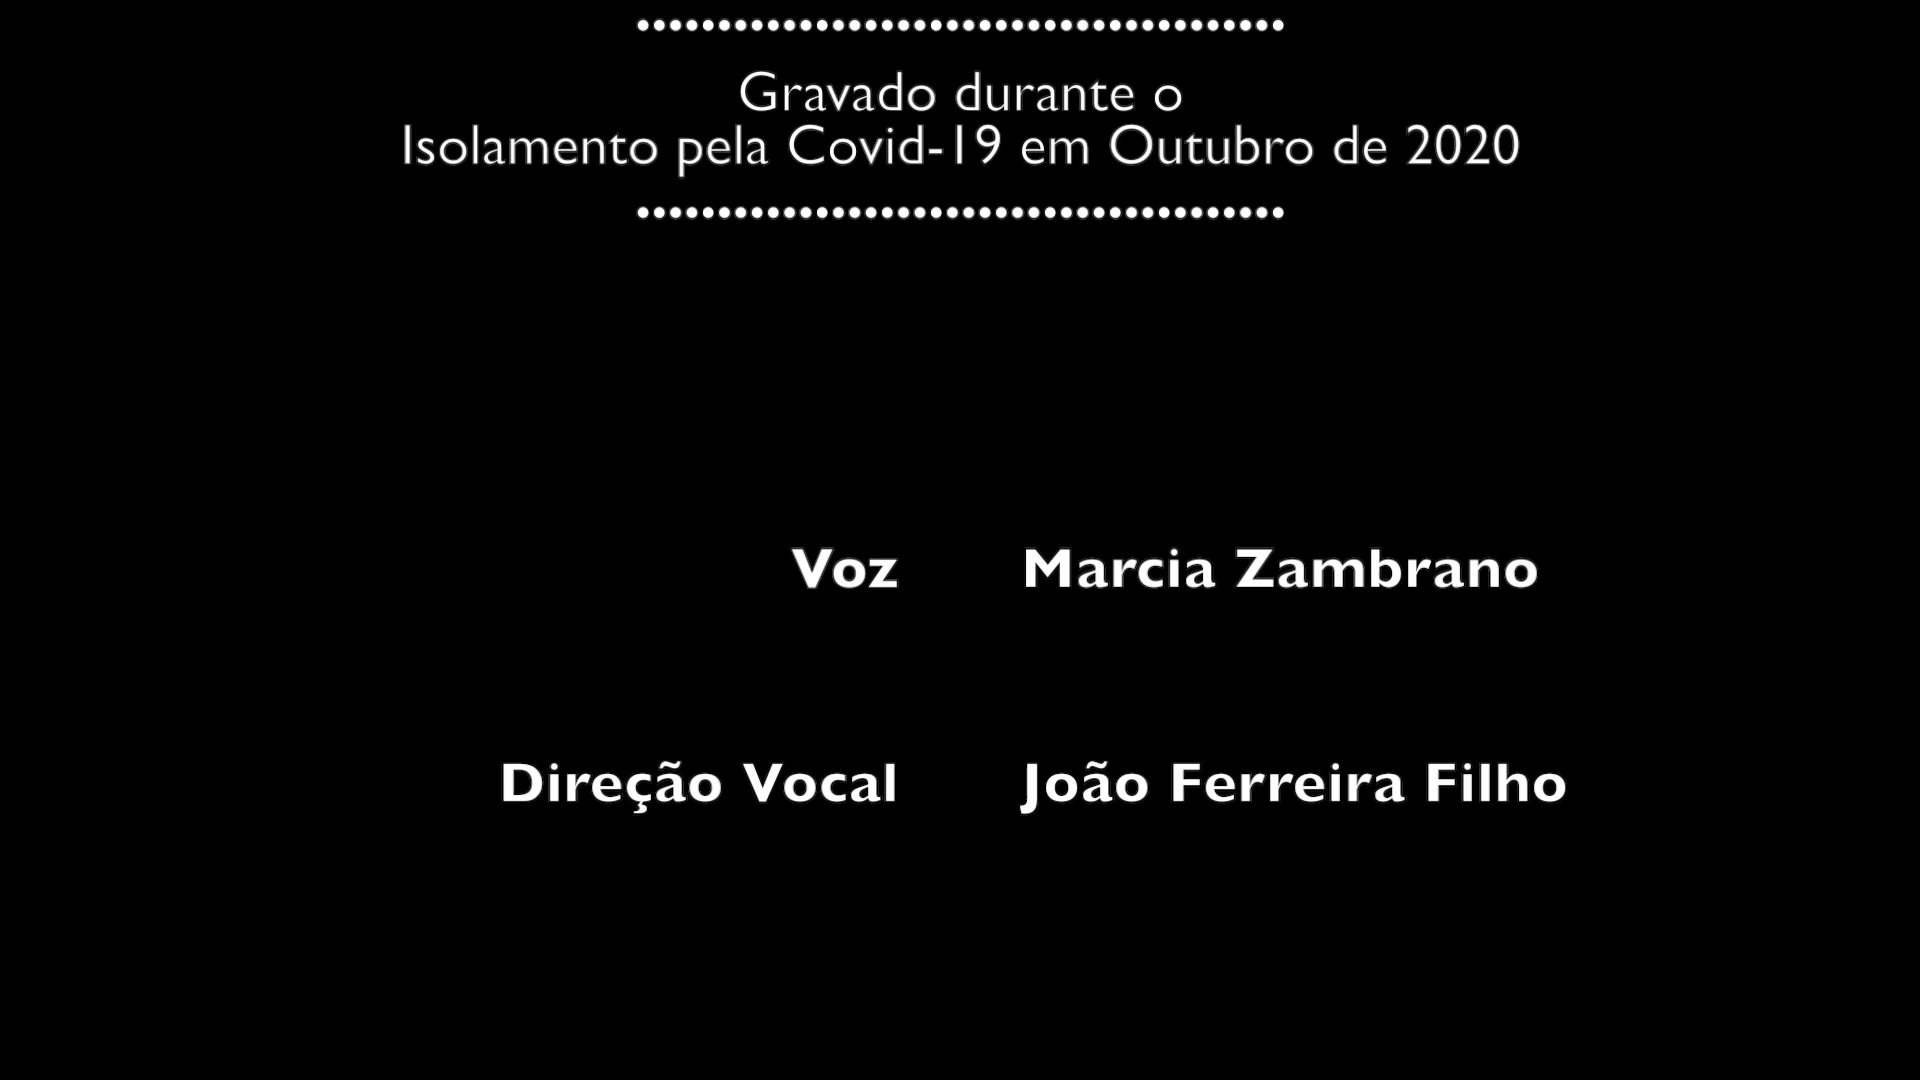 Gravado durante o
Isolamento pela Covid-19 em Outubro de 2020
Voz Marcia Zambrano
Direção Vocal João Ferreira Filho